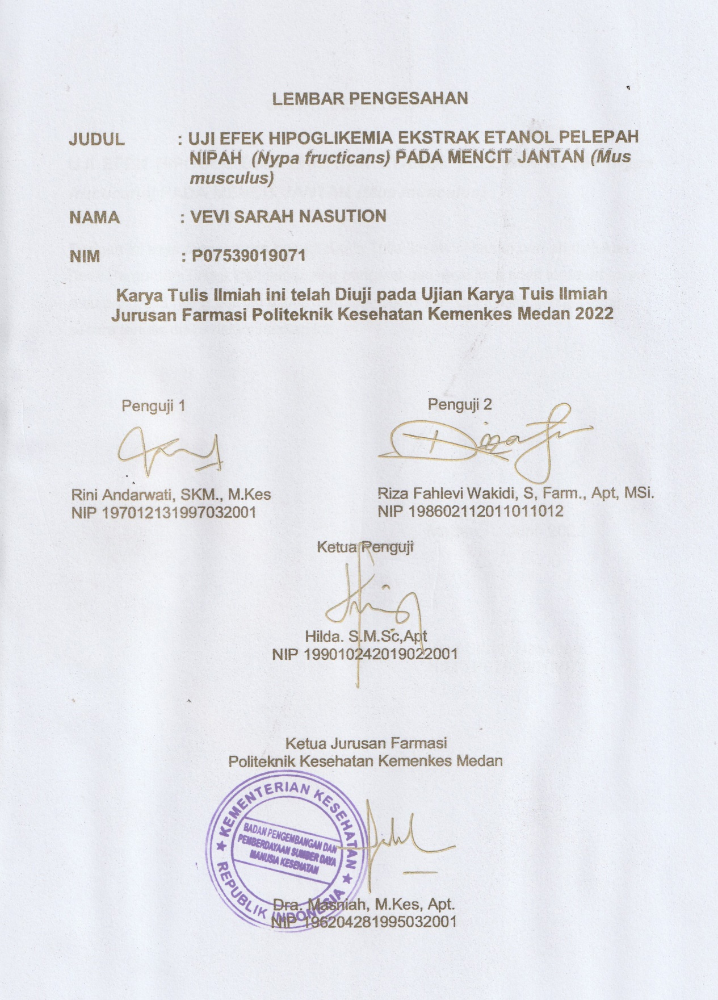 LEMBAR PENGESAHAN
JUDUL : UJI EFEK HIPOGLIKEMIA EKSTRAK ETANOL PELEPAH
NIPAH (Nypa fructicans) PADA MENCIT JANTAN (Mus
musculus)
NAMA : VEVI SARAH NASUTION
NIM : P07539019071
Karya Tulis Ilmiah ini telah Diuji pada Ujian Karya Tuis Ilmiah
Jurusan Farmasi Politeknik Kesehatan Kemenkes Medan 2022
Penguji 1
Rini Andarwati, SKM., M.Kes
NIP 197012131997032001
Penguji 2
Riza Fahlevi Wakidi, S, Farm., Apt, MSi.
NIP 198602112011011012
Ketua Penguji
Hilda. S.M.Sc,Apt
NIP 199010242019022001
Ketua Jurusan Farmasi
Politeknik Kesehatan Kemenkes Medan
KEMENTERIAN KESEHATAN
BADAN PENGEMBANGAN DAN
PEMBERDAYAAN SUMBER DAYA
MANUSIA KESEHATAN
REPUBLIK INDONESIA
Dra. Masniah, M.Kes, Apt.
NIP 196204281995032001